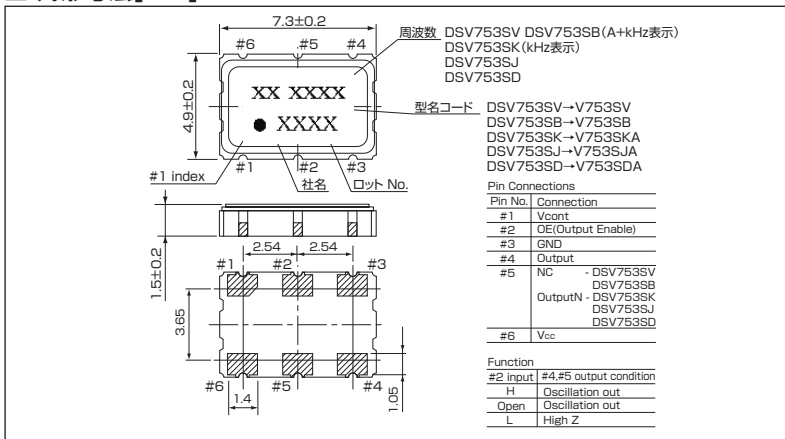 7.3±0.2
#6
#5
#4
4.9±0.2
XX XXXX
● XXXX
#1
#2
#3
#1 index
社名
ロット No.
周波数 DSV753SV DSV753SB(A+kHz表示)
DSV753SK(kHz表示)
DSV753SJ
DSV753SD
型名コード DSV753SV→V753SV
DSV753SB→V753SB
DSV753SK→V753SKA
DSV753SJ→V753SJA
DSV753SD→V753SDA
1.5±0.2
2.54
2.54
#1
#2
#3
3.65
#6
#5
#4
1.4
1.05
Pin Connections
Pin No. Connection
#1 Vcont
#2 OE(Output Enable)
#3 GND
#4 Output
#5 NC - DSV753SV
DSV753SB
OutputN - DSV753SK
DSV753SJ
DSV753SD
#6 Vcc
Function
#2 input #4,#5 output condition
H Oscillation out
Open Oscillation out
L High Z